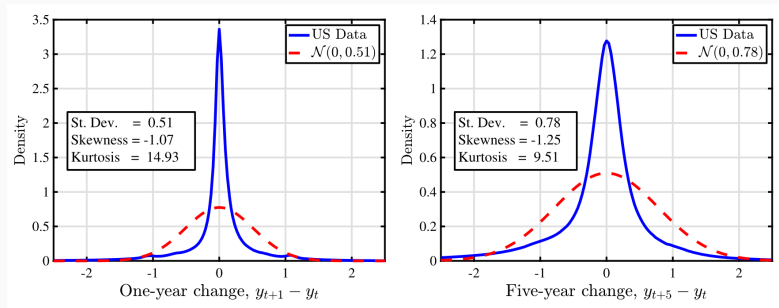 3.5
3
2.5
2
1.5
1
0.5
0
Density
US Data
N(0, 0.51)
St. Dev. = 0.51
Skewness = -1.07
Kurtosis = 14.93
-2 -1 0 1 2
One-year change, y_{t+1} − y_t
1.4
1.2
1
0.8
0.6
0.4
0.2
0
Density
US Data
N(0, 0.78)
St. Dev. = 0.78
Skewness = -1.25
Kurtosis = 9.51
-2 -1 0 1 2
Five-year change, y_{t+5} − y_t